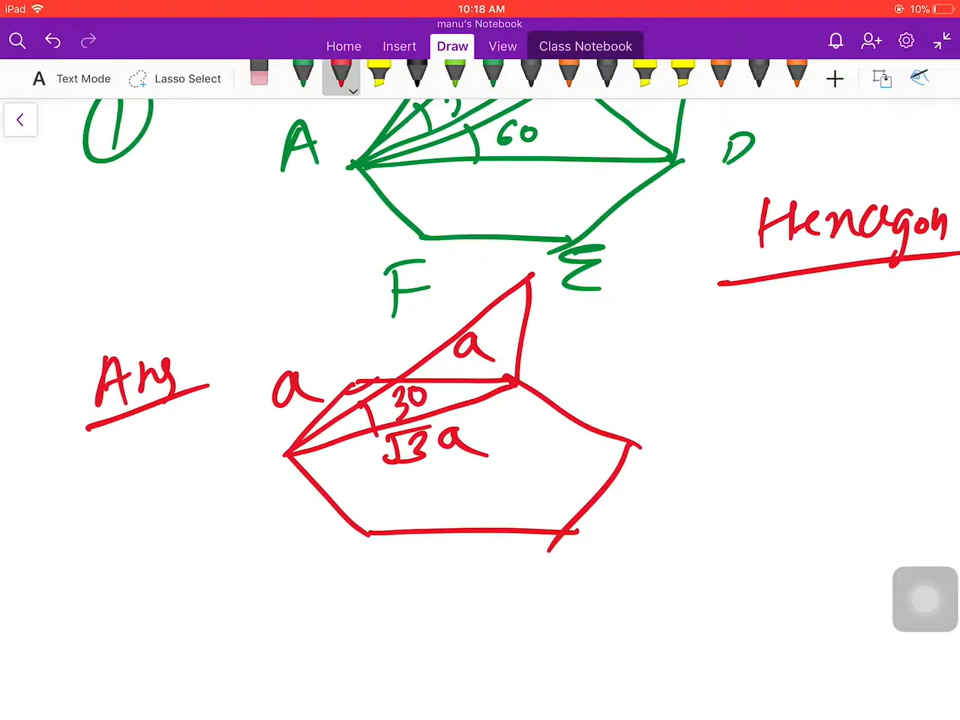 iPad 10:18 AM 10%
manu's Notebook
Home Insert Draw View Class Notebook
A Text Mode Lasso Select
1
A 60 D
Hexagon
F E
Ans a a
30
√3 a